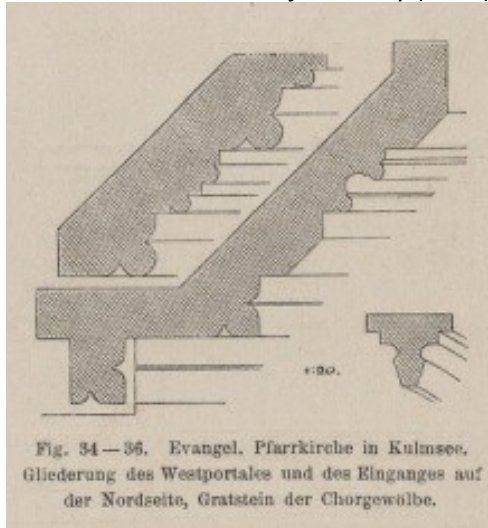 1:20.
Fig. 34—36. Evangel. Pfarrkirche in Kulmsee.
Gliederung des Westportales und des Einganges auf
der Nordseite, Gratstein der Chorgewölbe.